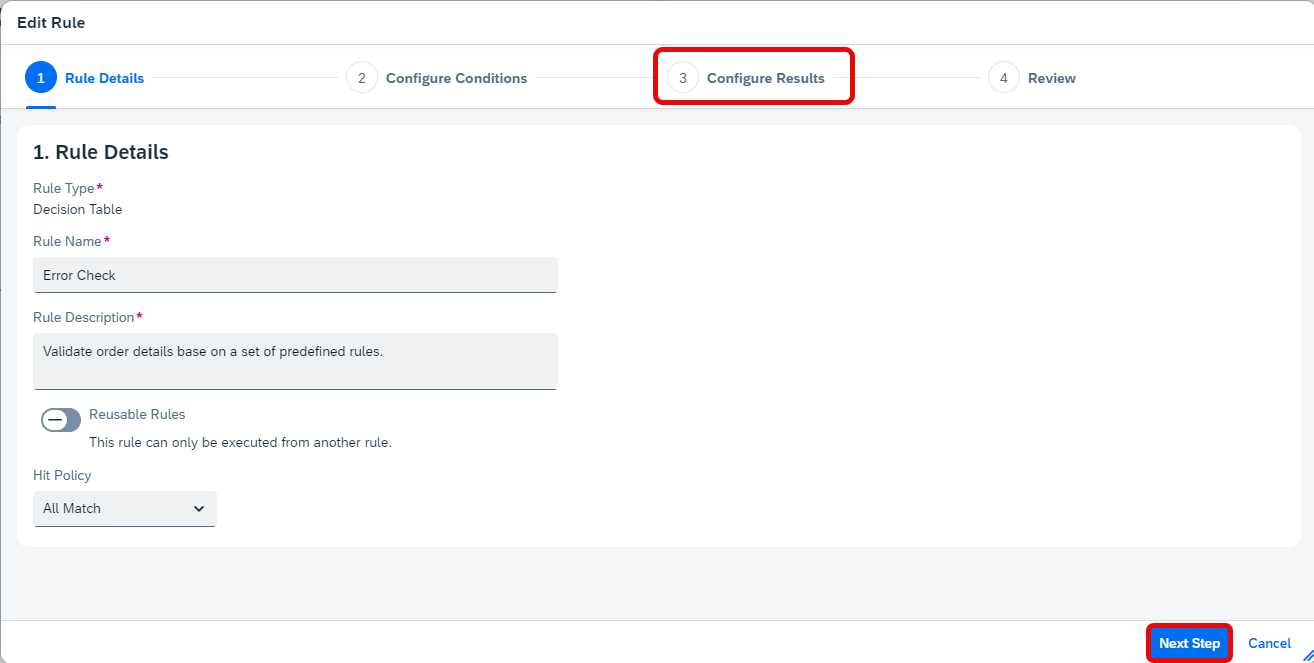 Edit Rule
1 Rule Details 2 Configure Conditions 3 Configure Results 4 Review
1. Rule Details
Rule Type*
Decision Table
Rule Name*
Error Check
Rule Description*
Validate order details base on a set of predefined rules.
Reusable Rules
This rule can only be executed from another rule.
Hit Policy
All Match
Next Step Cancel